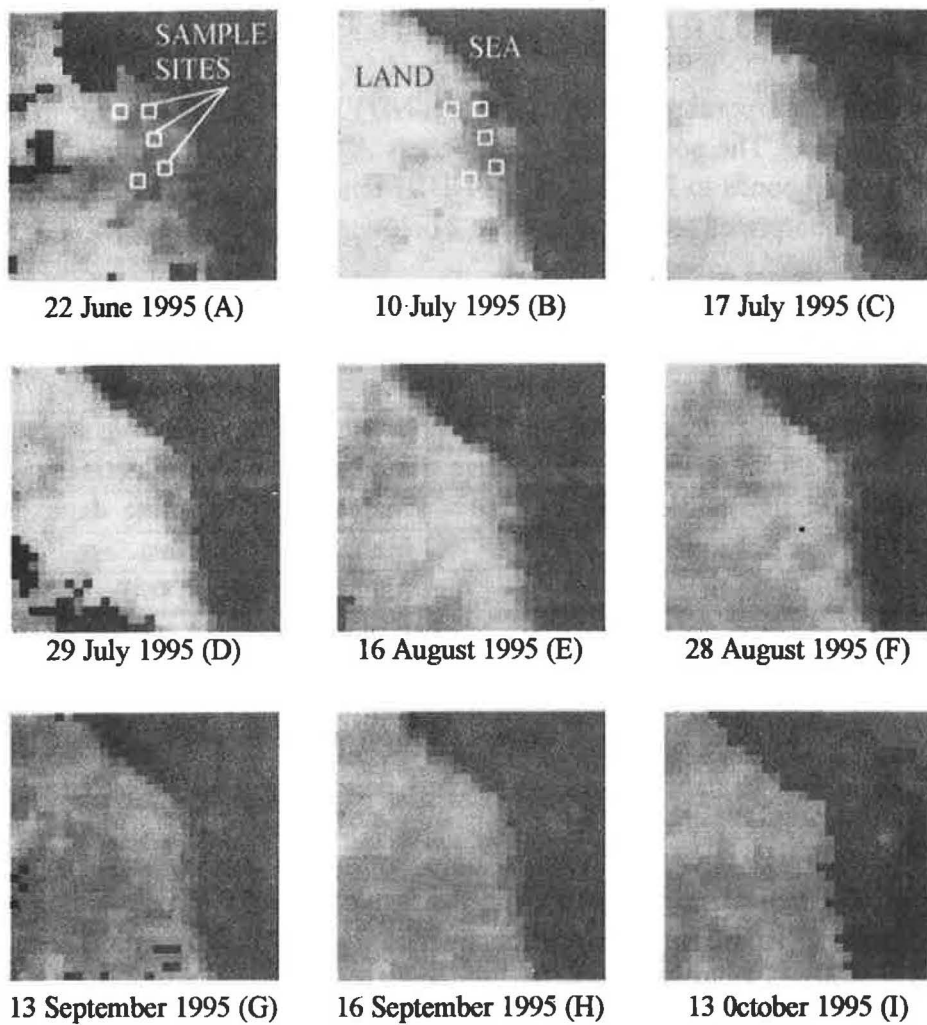 SAMPLE
SITES
SEA
LAND
22 June 1995 (A)
10 July 1995 (B)
17 July 1995 (C)
29 July 1995 (D)
16 August 1995 (E)
28 August 1995 (F)
13 September 1995 (G)
16 September 1995 (H)
13 0ctober 1995 (I)